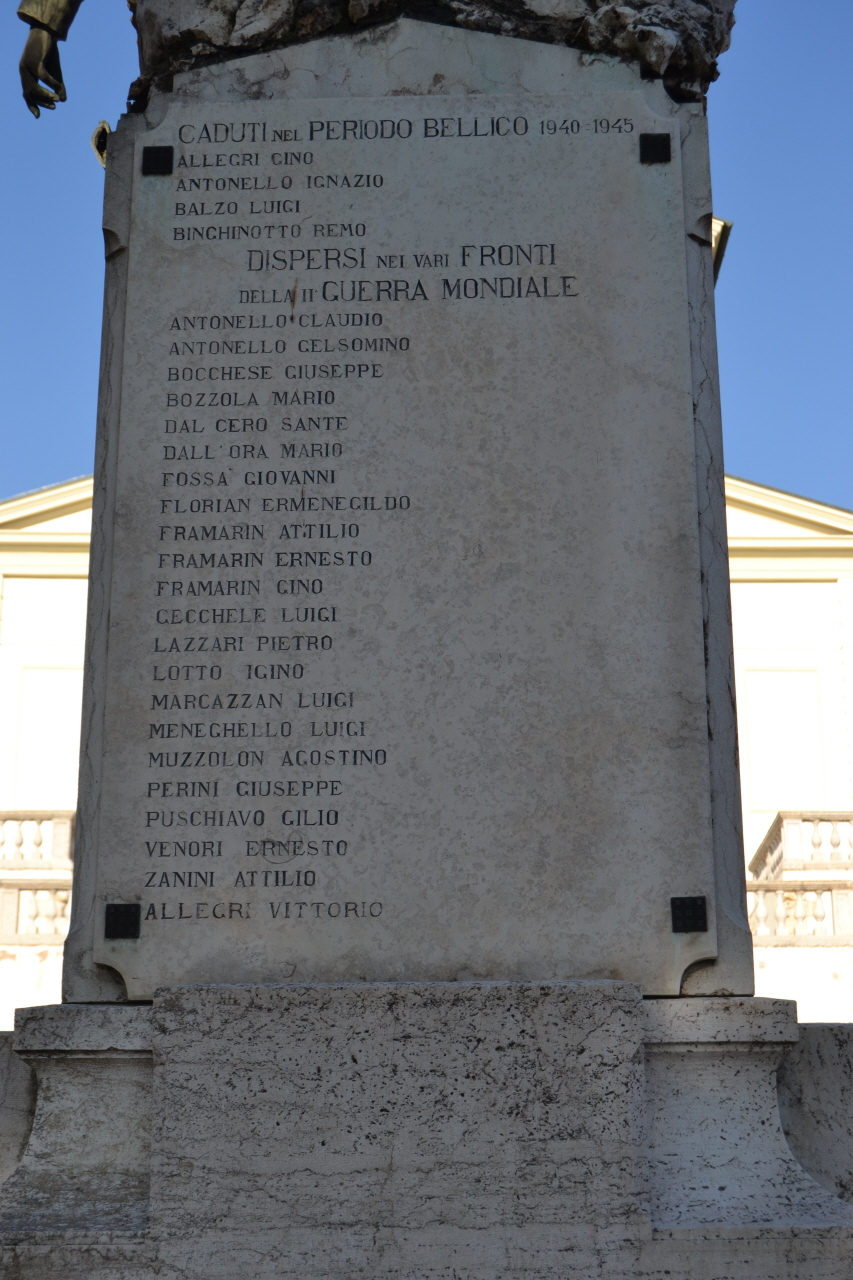 CADUTI NEL PERIODO BELLICO 1940=1945
ALLEGRI GINO
ANTONELLO IGNAZIO
BALZO LUIGI
BINGHINOTTO REMO
DISPERSI NEI VARI FRONTI
DELLA II GUERRA MONDIALE
ANTONELLO CLAUDIO
ANTONELLO GELSOMINO
BOCCHESE GIUSEPPE
BOZZOLA MARIO
DAL CERO SANTE
DALL'ORA MARIO
FOSSA' GIOVANNI
FLORIAN ERMENEGILDO
FRAMARIN ATTILIO
FRAMARIN ERNESTO
FRAMARIN GINO
GECCHELE LUIGI
LAZZARI PIETRO
LOTTO IGINO
MARCAZZAN LUIGI
MENEGHELLO LUIGI
MUZZOLON AGOSTINO
PERINI GIUSEPPE
PUSCHIAVO GILIO
VENORI ERNESTO
ZANINI ATTILIO
ALLEGRI VITTORIO